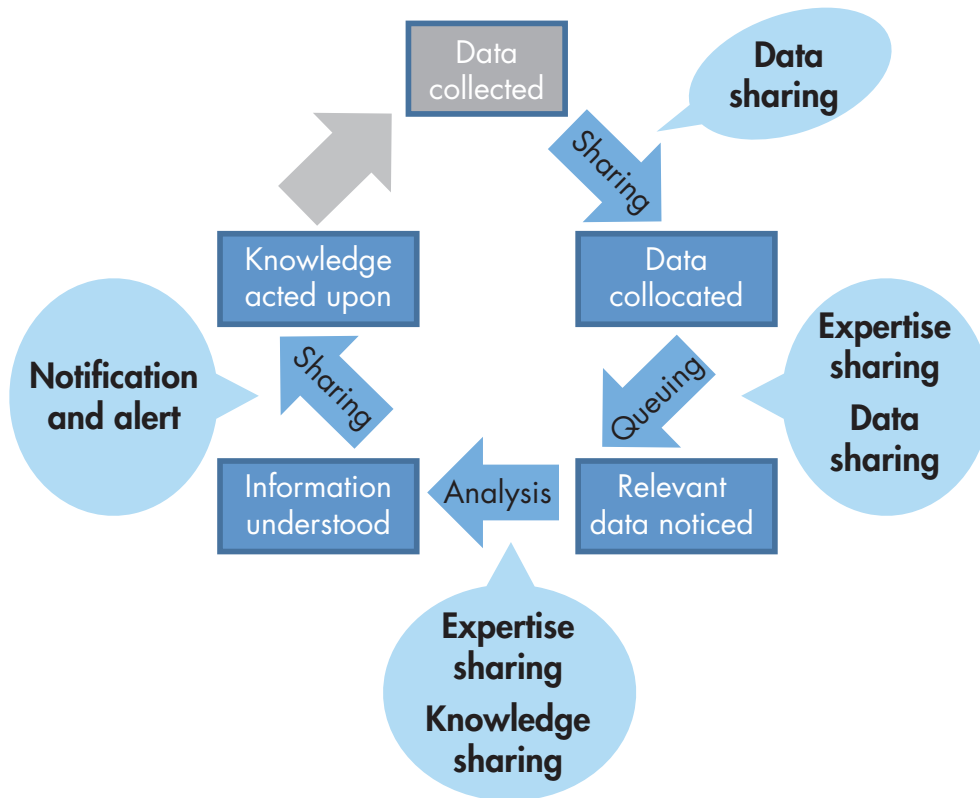 Data
collected
Data
sharing
Sharing
Data
collocated
Expertise
sharing
Data
sharing
Queuing
Relevant
data noticed
Analysis
Expertise
sharing
Knowledge
sharing
Information
understood
Sharing
Notification
and alert
Knowledge
acted upon